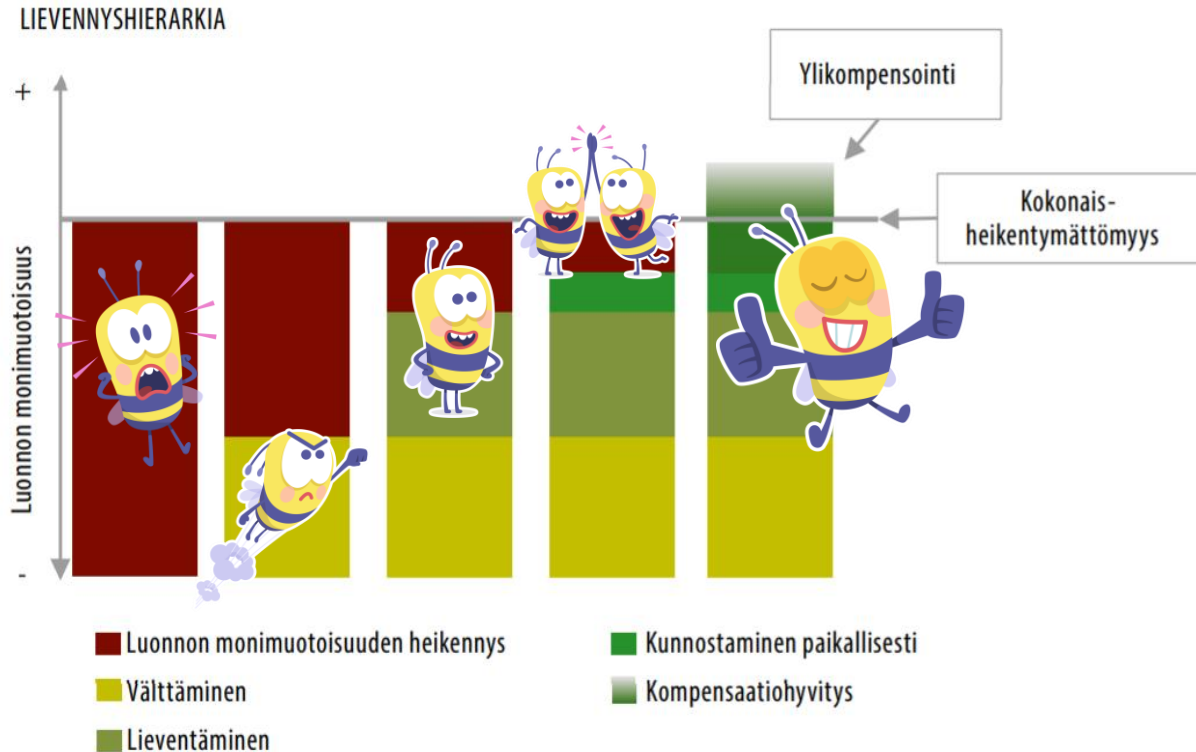 LIEVENNYSHIERARKIA
Ylikompensointi
+
Kokonais-
heikentymättömyys
Luonnon monimuotoisuus
-
Luonnon monimuotoisuuden heikennys
Välttäminen
Lieventäminen
Kunnostaminen paikallisesti
Kompensaatiohyvitys